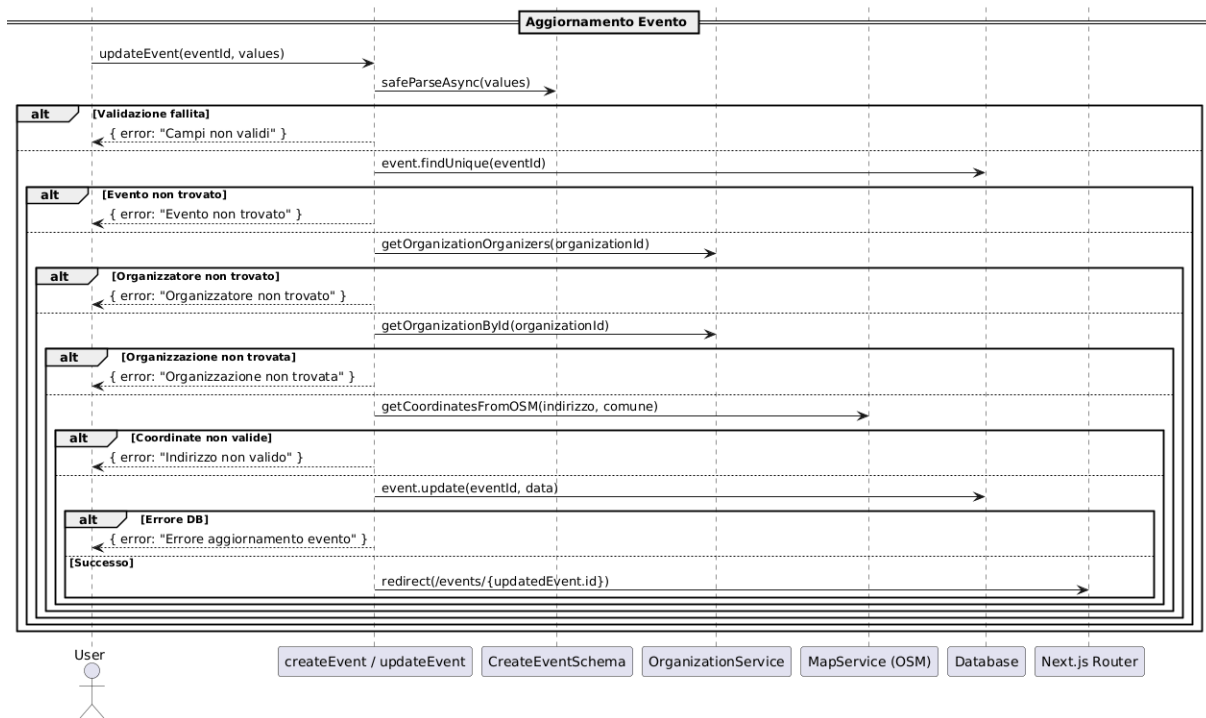 Aggiornamento Evento
updateEvent(eventId, values)
safeParseAsync(values)
alt [Validazione fallita]
{ error: "Campi non validi" }
event.findUnique(eventId)
alt [Evento non trovato]
{ error: "Evento non trovato" }
getOrganizationOrganizers(organizationId)
alt [Organizzatore non trovato]
{ error: "Organizzatore non trovato" }
getOrganizationById(organizationId)
alt [Organizzazione non trovata]
{ error: "Organizzazione non trovata" }
getCoordinatesFromOSM(indirizzo, comune)
alt [Coordinate non valide]
{ error: "Indirizzo non valido" }
event.update(eventId, data)
alt [Errore DB]
{ error: "Errore aggiornamento evento" }
[Successo]
redirect(/events/{updatedEvent.id})
User createEvent / updateEvent CreateEventSchema OrganizationService MapService (OSM) Database Next.js Router